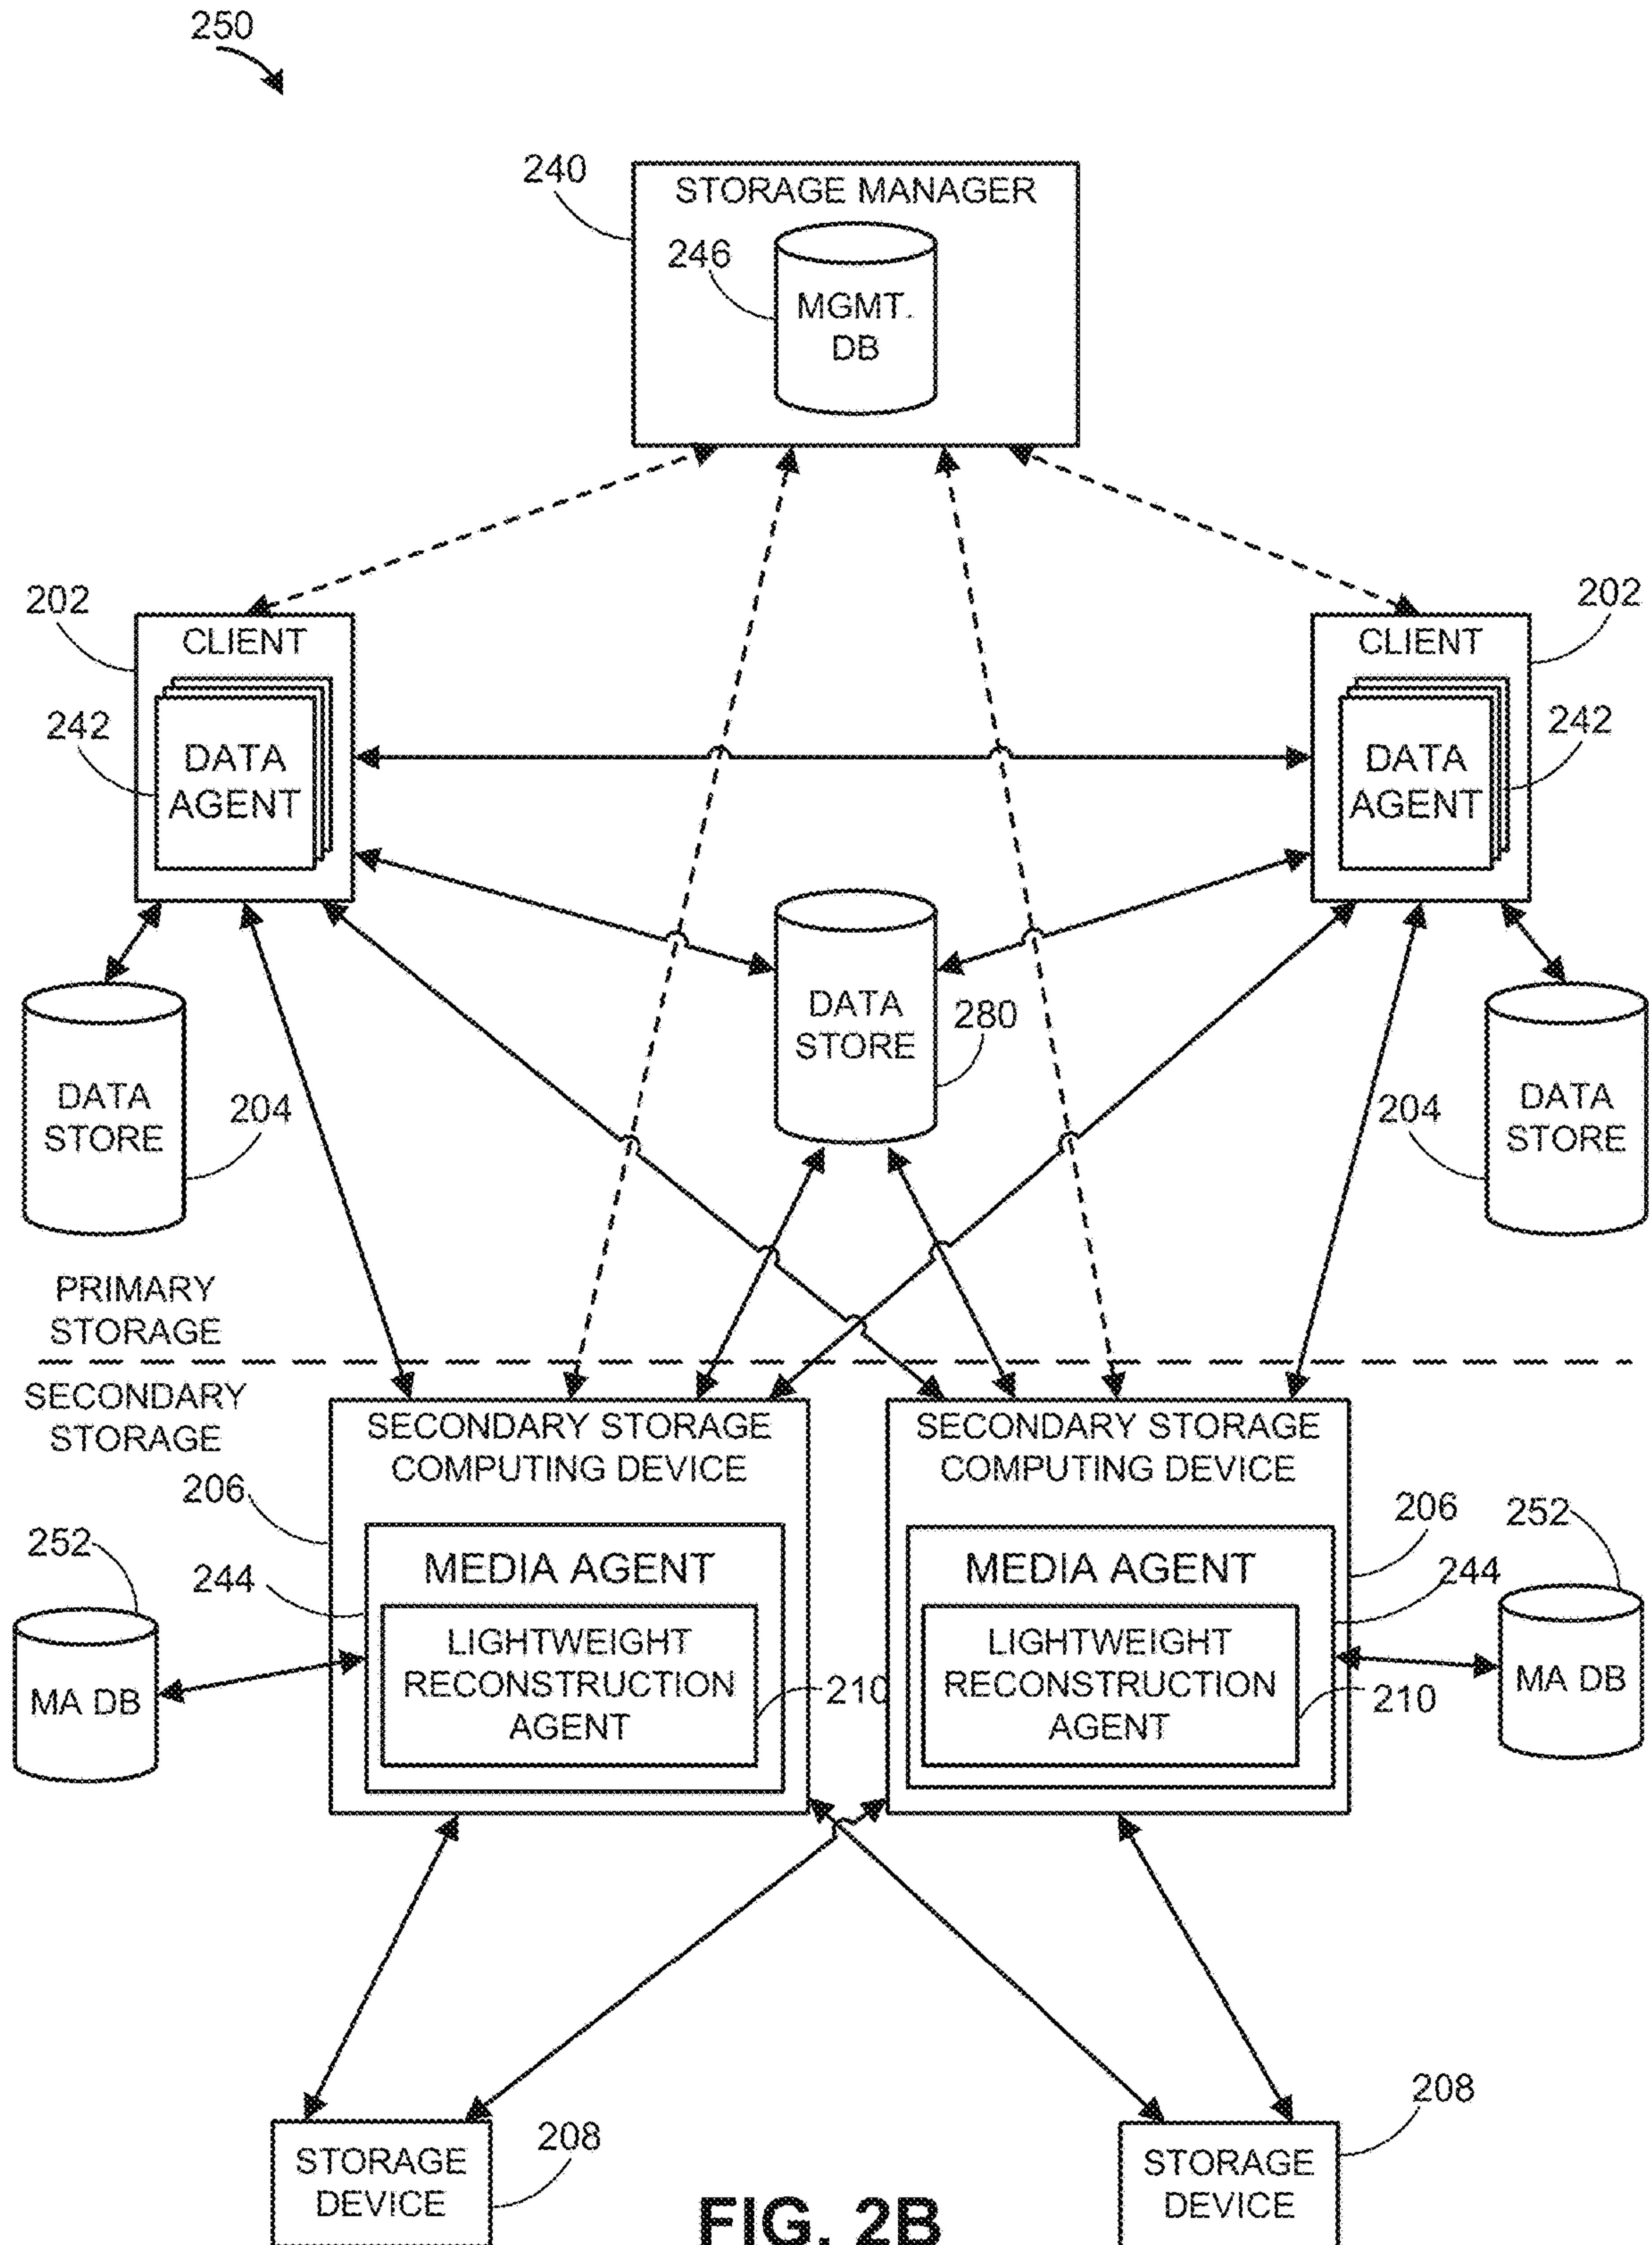 250
240
STORAGE MANAGER
246
MGMT.
DB
202
CLIENT
242
DATA
AGENT
202
CLIENT
242
DATA
AGENT
DATA
STORE
280
DATA
STORE
204
204
DATA
STORE
PRIMARY
STORAGE
SECONDARY
STORAGE
SECONDARY STORAGE
COMPUTING DEVICE
206
244
MEDIA AGENT
LIGHTWEIGHT
RECONSTRUCTION
AGENT
210
252
MA DB
SECONDARY STORAGE
COMPUTING DEVICE
206
244
MEDIA AGENT
LIGHTWEIGHT
RECONSTRUCTION
AGENT
210
252
MA DB
STORAGE
DEVICE
208
STORAGE
DEVICE
208
FIG. 2B